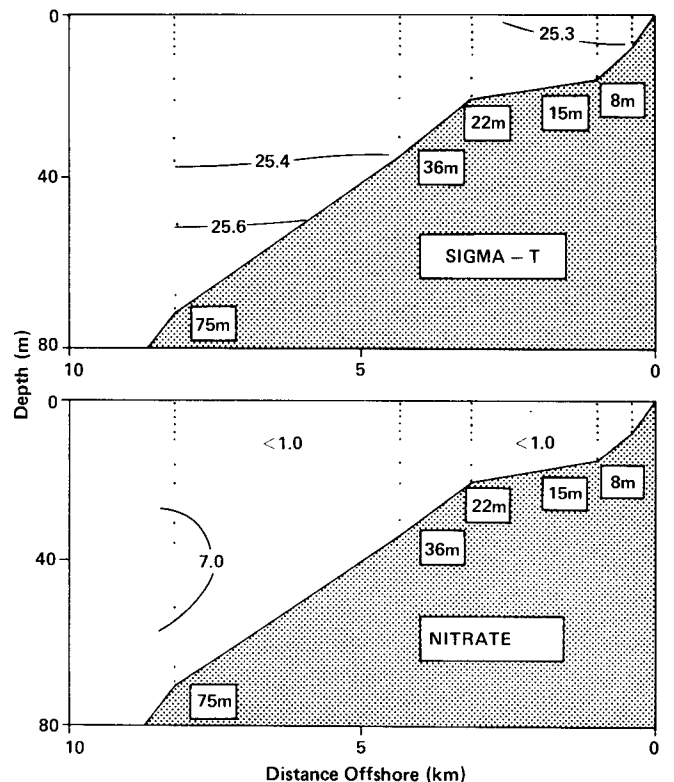 0
25.3
8m
15m
22m
36m
40
25.4
25.6
SIGMA – T
75m
80
10
5
0
Depth (m)
0
<1.0
<1.0
8m
15m
22m
36m
40
7.0
NITRATE
75m
80
10
5
0
Distance Offshore (km)